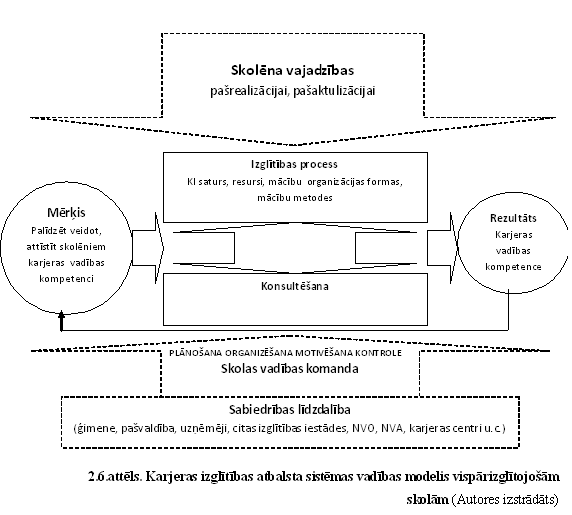 Skolēna vajadzības
pašrealizācijai, pašaktulizācijai
Izglītības process
KI saturs, resursi, mācību organizācijas formas,
mācību metodes
Mērķis
Palīdzēt veidot,
attīstīt skolēniem
karjeras vadības
kompetenci
Rezultāts
Karjeras
vadības
kompetence
Konsultēšana
PLĀNOŠANA ORGANIZĒŠANA MOTIVĒŠANA KONTROLE
Skolas vadības komanda
Sabiedrības līdzdalība
(ģimene, pašvaldība, uzņēmēji, citas izglītības iestādes, NVO, NVA, karjeras centri u.c.)
2.6.attēls. Karjeras izglītības atbalsta sistēmas vadības modelis vispārizglītojošām
skolām (Autores izstrādāts)